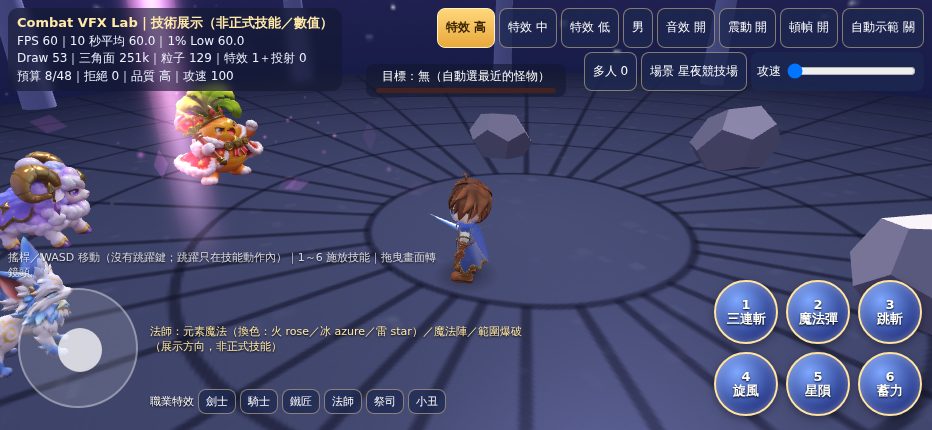 Combat VFX Lab｜技術展示（非正式技能／數值）
FPS 60｜10 秒平均 60.0｜1% Low 60.0
Draw 53｜三角面 251k｜粒子 129｜特效 1＋投射 0
預算 8/48｜拒絕 0｜品質 高｜攻速 100
特效 高
特效 中
特效 低
男
音效 開
震動 開
頓幀 開
自動示範 關
目標：無（自動選最近的怪物）
多人 0
場景 星夜競技場
攻速
搖桿／WASD 移動（沒有跳躍鍵；跳躍只在技能動作內）｜1～6 施放技能｜拖曳畫面轉
鏡頭
法師：元素魔法（換色：火 rose／冰 azure／雷 star）／魔法陣／範圍爆破
（展示方向，非正式技能）
職業特效
劍士
騎士
鐵匠
法師
祭司
小丑
1
三連斬
2
魔法彈
3
跳斬
4
旋風
5
星隕
6
蓄力